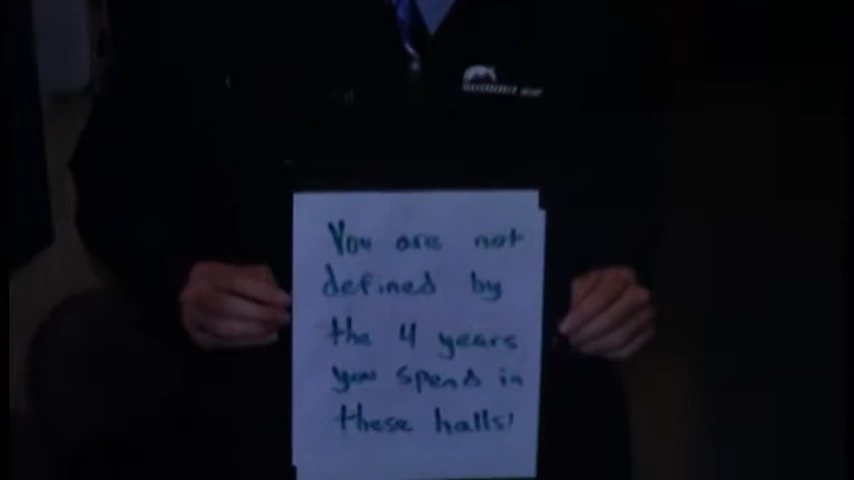 You are not
defined by
the 4 years
you spend in
these halls!